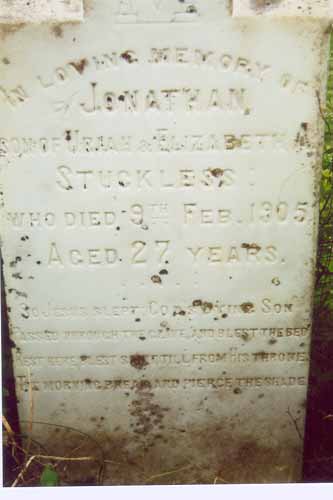 IN LOVING MEMORY OF
JONATHAN,
SON OF URIAH & ELIZABETH A
STUCKLESS:
WHO DIED 9TH FEB. 1905,
AGED 27 YEARS.
SO JESUS SLEPT. GOD'S DYING SON
PASSED THROUGH THE GRAVE, AND BLEST THE BED
REST HERE, BLEST SAINT, TILL FROM HIS THRONE
THE MORNING BREAK, AND PIERCE THE SHADE